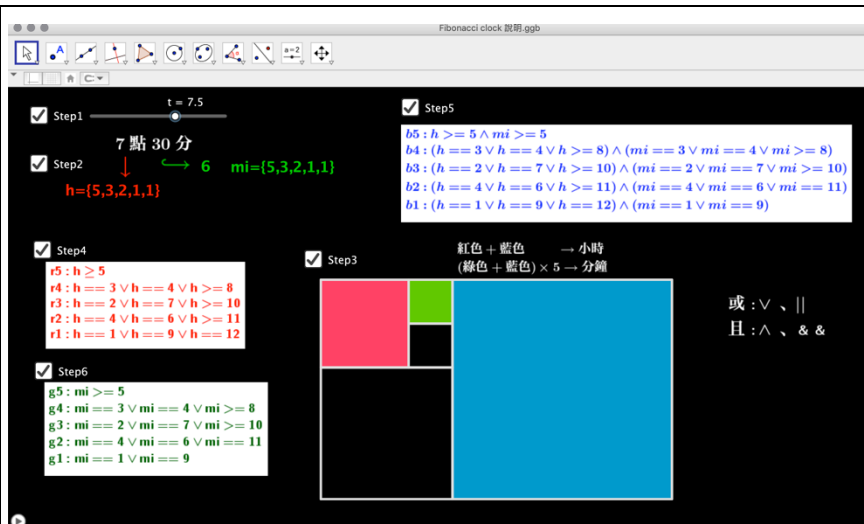 Fibonacci clock 說明.ggb
A
a=2
Step1
t = 7.5
7 點 30 分
Step2
6
mi={5,3,2,1,1}
h={5,3,2,1,1}
Step5
b5 : h >= 5 ∧ mi >= 5
b4 : (h == 3 ∨ h == 4 ∨ h >= 8) ∧ (mi == 3 ∨ mi == 4 ∨ mi >= 8)
b3 : (h == 2 ∨ h == 7 ∨ h >= 10) ∧ (mi == 2 ∨ mi == 7 ∨ mi >= 10)
b2 : (h == 4 ∨ h == 6 ∨ h >= 11) ∧ (mi == 4 ∨ mi == 6 ∨ mi == 11)
b1 : (h == 1 ∨ h == 9 ∨ h == 12) ∧ (mi == 1 ∨ mi == 9)
Step4
r5 : h ≥ 5
r4 : h == 3 ∨ h == 4 ∨ h >= 8
r3 : h == 2 ∨ h == 7 ∨ h >= 10
r2 : h == 4 ∨ h == 6 ∨ h >= 11
r1 : h == 1 ∨ h == 9 ∨ h == 12
Step3
紅色 + 藍色 → 小時
(綠色 + 藍色) × 5 → 分鐘
或 : ∨ 、 ||
且 : ∧ 、 & &
Step6
g5 : mi >= 5
g4 : mi == 3 ∨ mi == 4 ∨ mi >= 8
g3 : mi == 2 ∨ mi == 7 ∨ mi >= 10
g2 : mi == 4 ∨ mi == 6 ∨ mi == 11
g1 : mi == 1 ∨ mi == 9